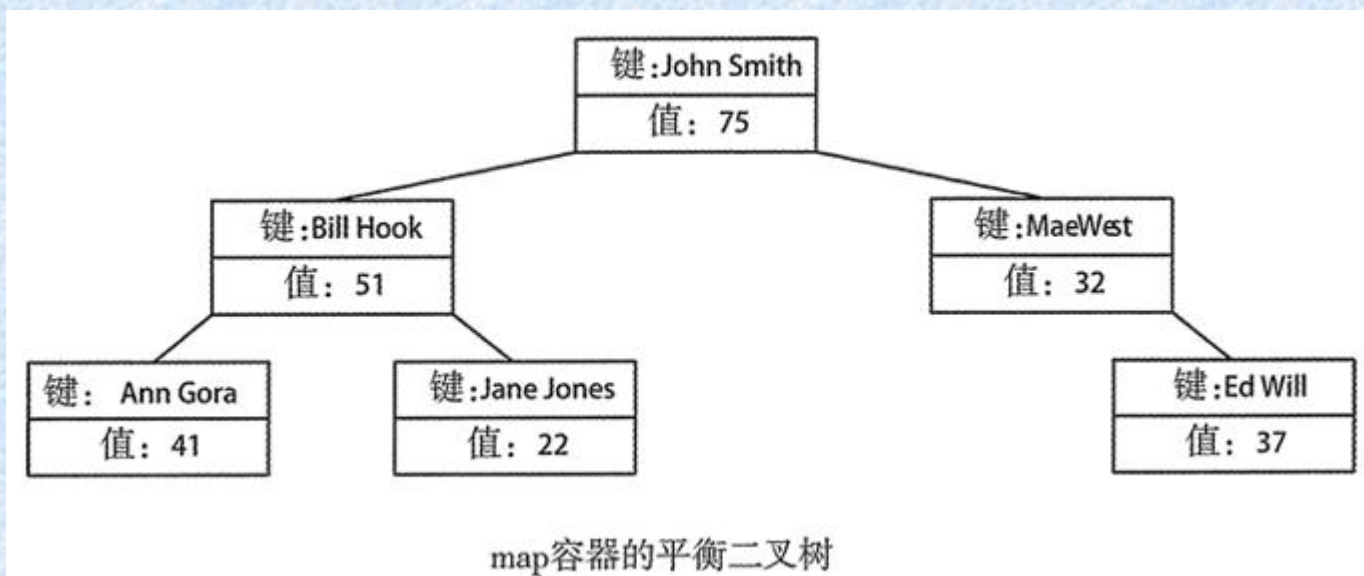 键:John Smith
值：75
键:Bill Hook
值：51
键:MaeWest
值：32
键： Ann Gora
值：41
键:Jane Jones
值：22
键:Ed Will
值：37
map容器的平衡二叉树